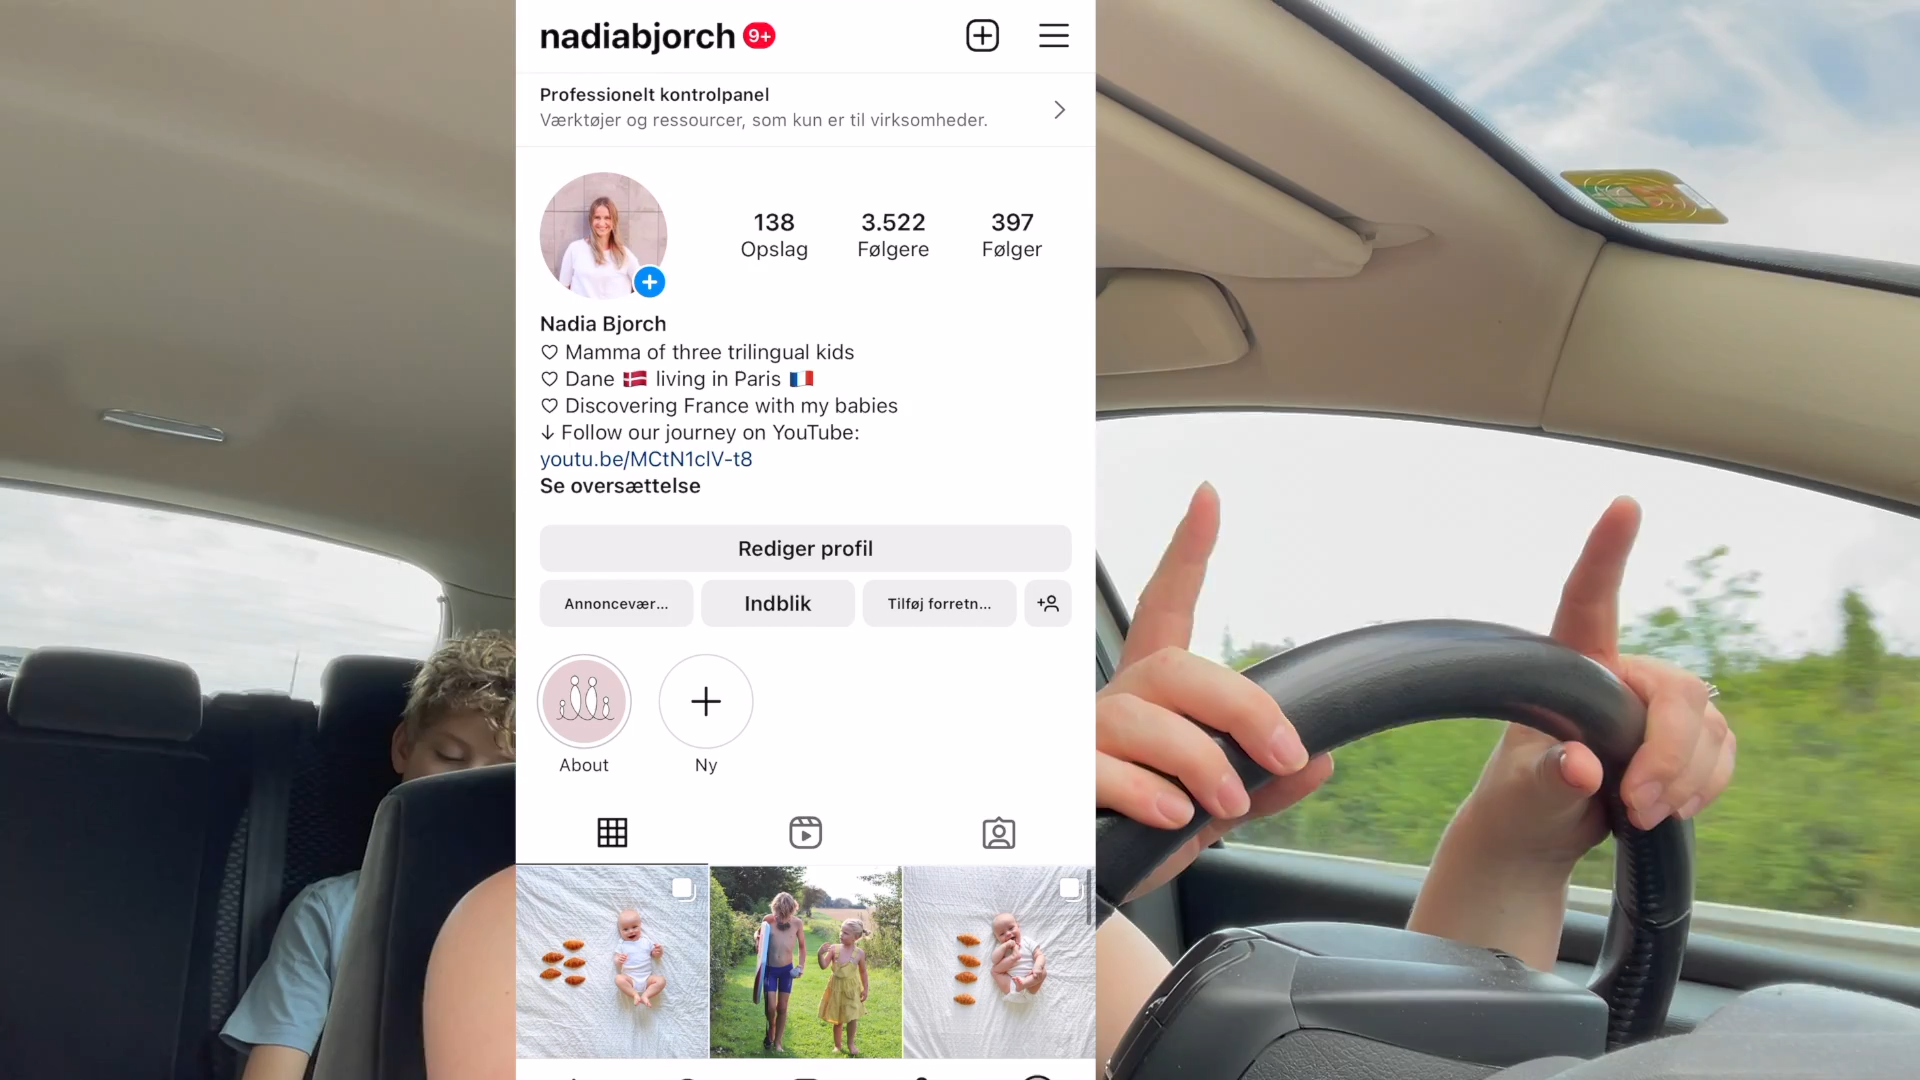 nadiabjorch 9+
Professionelt kontrolpanel
Værktøjer og ressourcer, som kun er til virksomheder.
138 3.522 397
Opslag Følgere Følger
Nadia Bjorch
♡ Mamma of three trilingual kids
♡ Dane 🇩🇰 living in Paris 🇫🇷
♡ Discovering France with my babies
↓ Follow our journey on YouTube:
youtu.be/MCtN1clV-t8
Se oversættelse
Rediger profil
Annoncevær... Indblik Tilføj forretn...
About Ny